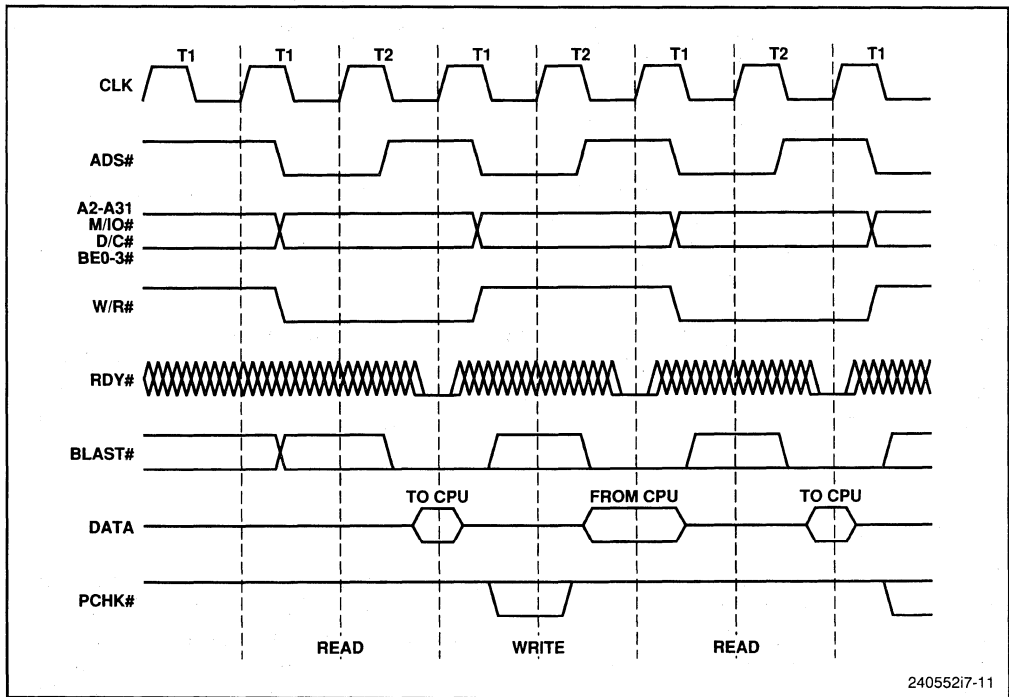 T1 T1 T2 T1 T2 T1 T2 T1
CLK
ADS#
A2-A31
M/IO#
D/C#
BE0-3#
W/R#
RDY#
BLAST#
TO CPU FROM CPU TO CPU
DATA
PCHK#
READ WRITE READ
240552i7-11